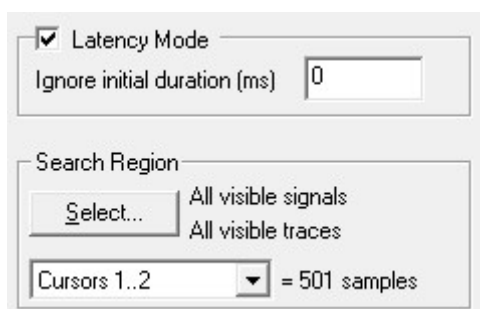 Latency Mode
Ignore initial duration (ms) 0
Search Region
Select...
All visible signals
All visible traces
Cursors 1..2 = 501 samples